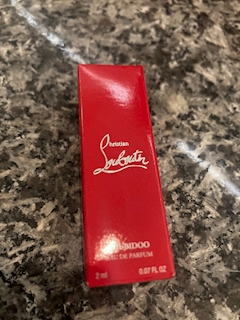 Christian
Louboutin
EAU DE PARFUM
2 ml 0.07 FL OZ